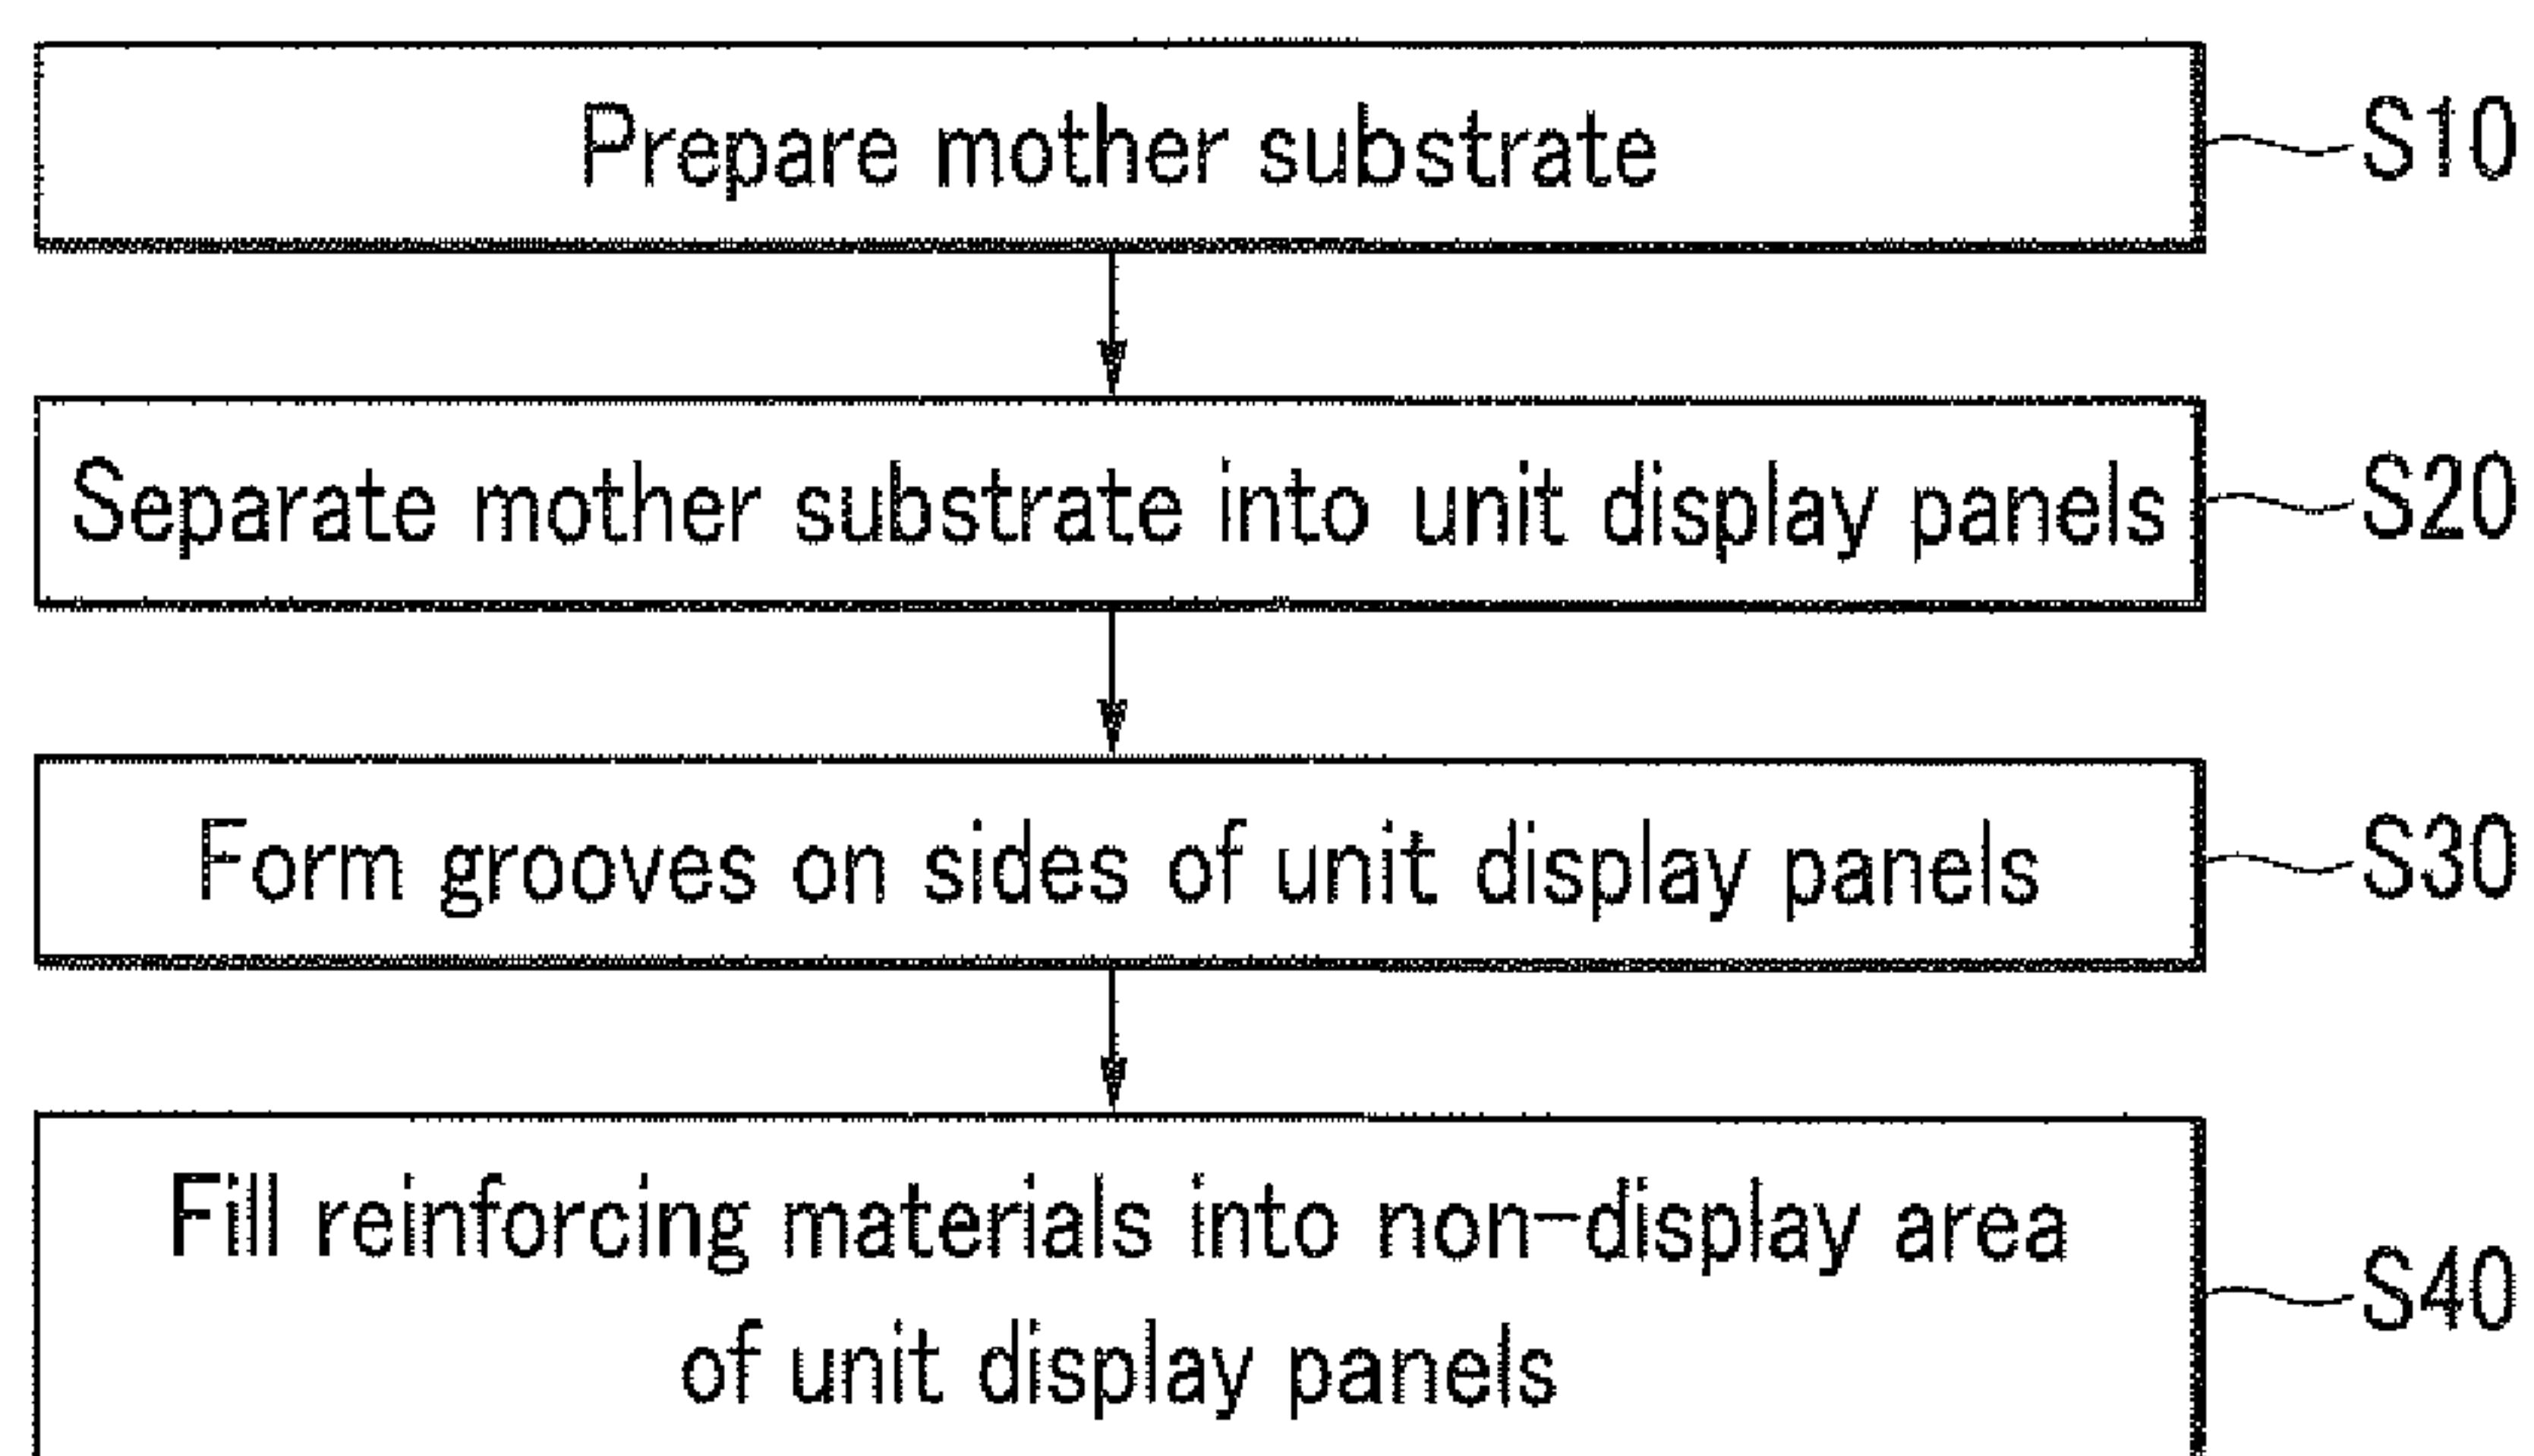 Prepare mother substrate
S10
Separate mother substrate into unit display panels
S20
Form grooves on sides of unit display panels
S30
Fill reinforcing materials into non-display area
of unit display panels
S40